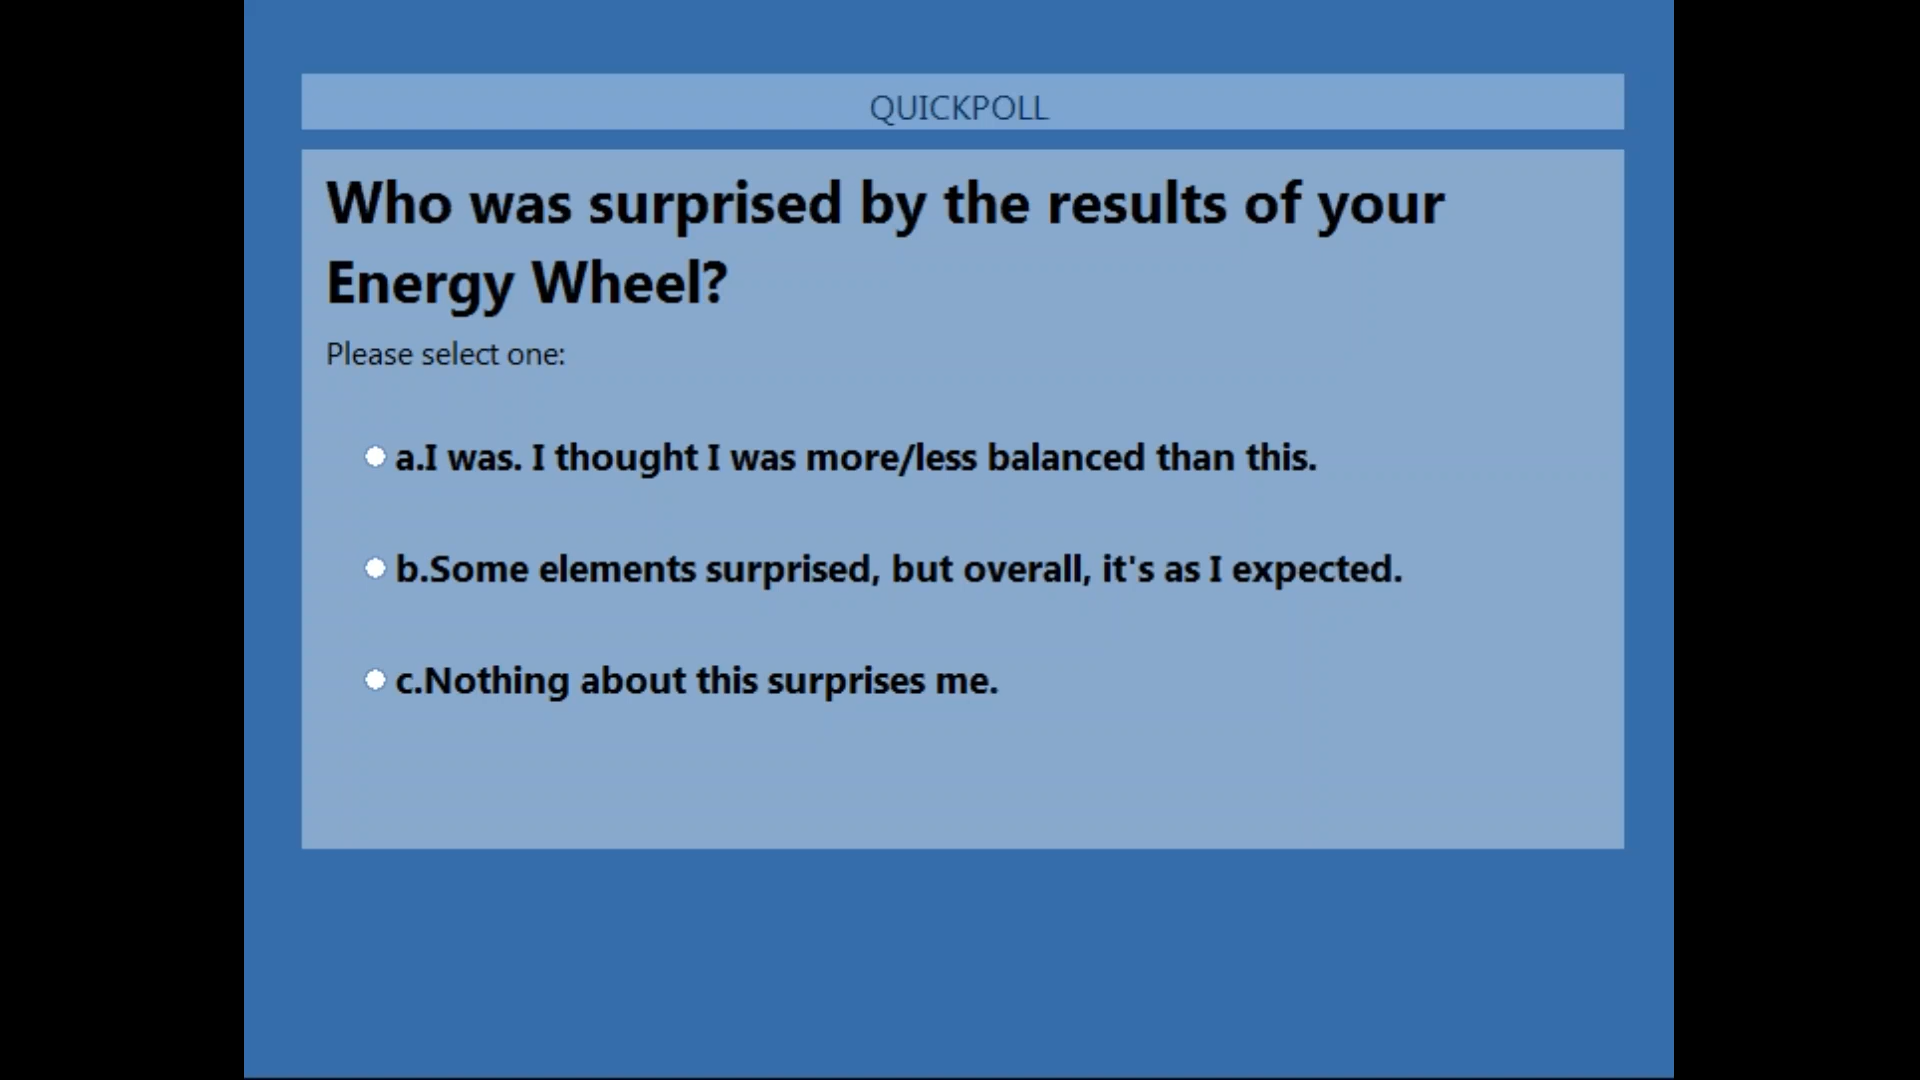 QUICKPOLL
Who was surprised by the results of your
Energy Wheel?
Please select one:
a.I was. I thought I was more/less balanced than this.
b.Some elements surprised, but overall, it's as I expected.
c.Nothing about this surprises me.